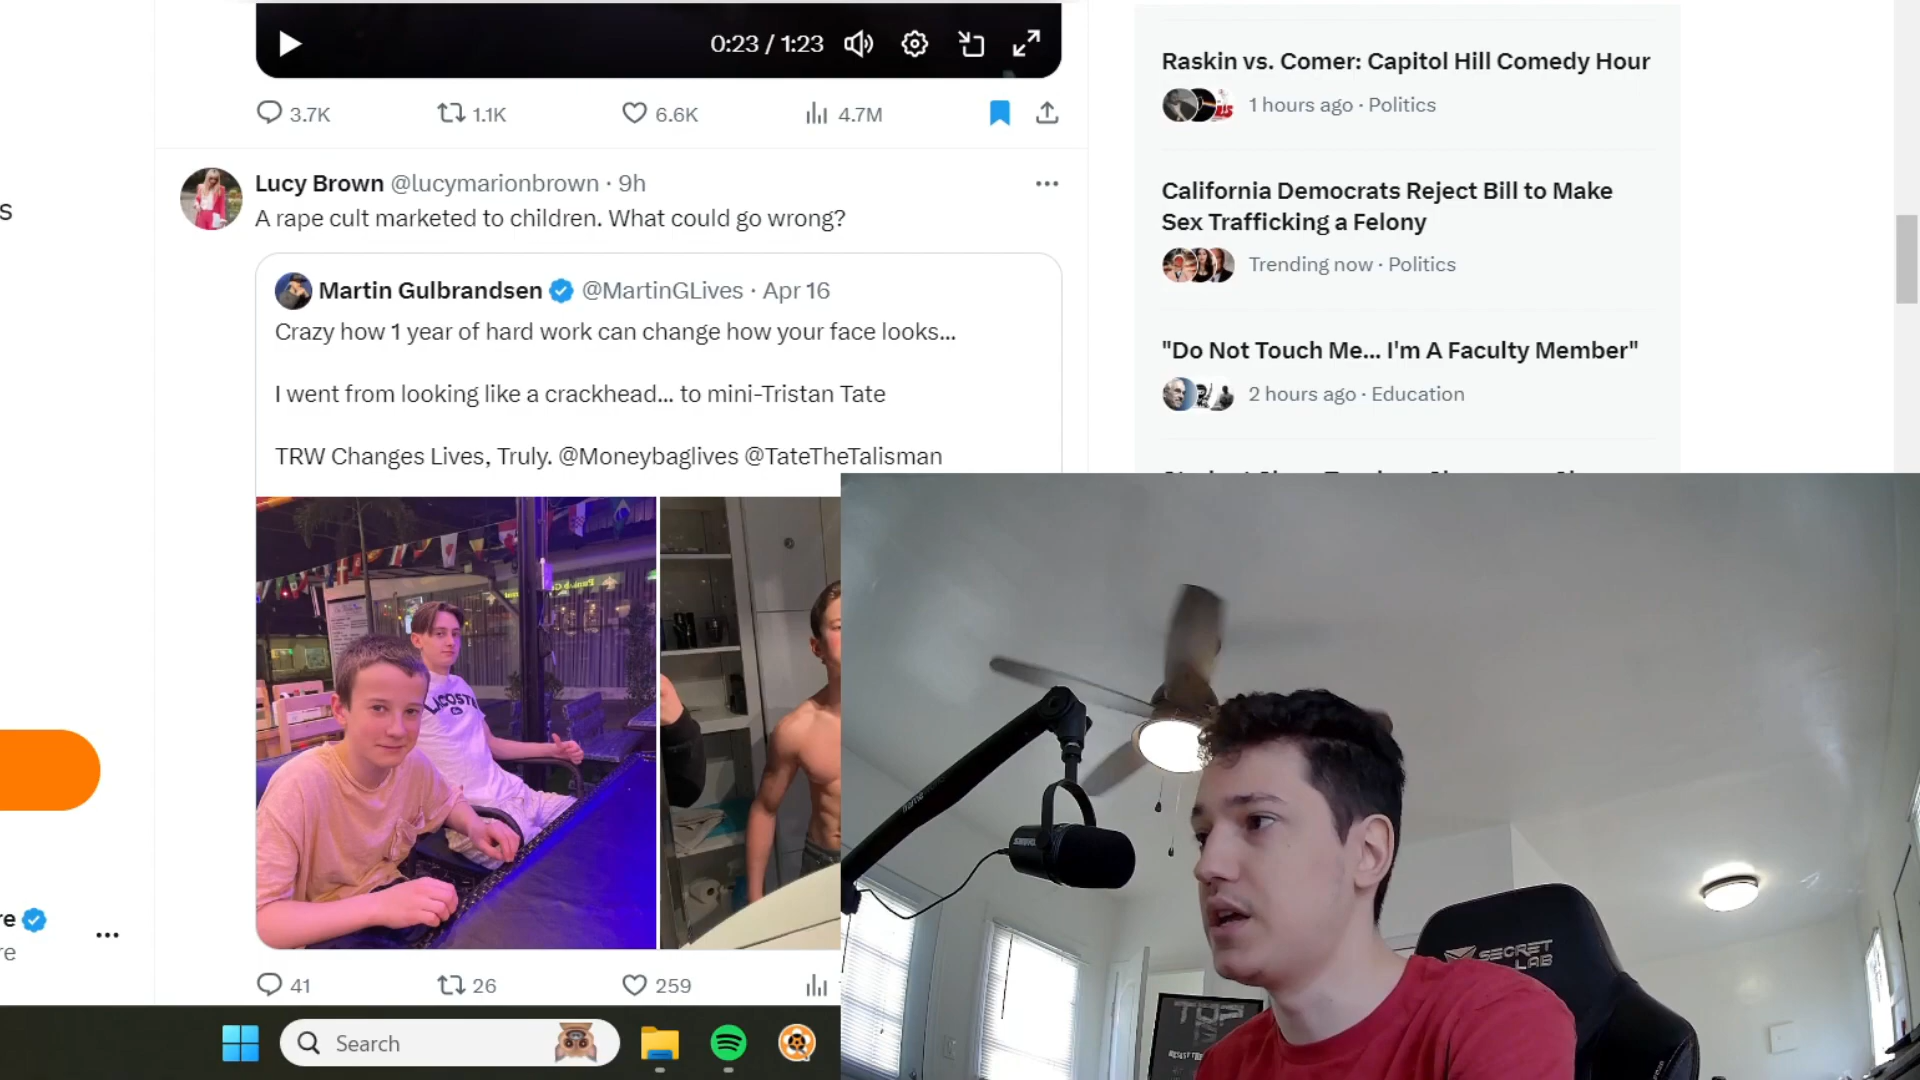 0:23 / 1:23
3.7K 1.1K 6.6K 4.7M
Lucy Brown @lucymarionbrown · 9h
A rape cult marketed to children. What could go wrong?
Martin Gulbrandsen @MartinGLives · Apr 16
Crazy how 1 year of hard work can change how your face looks...
I went from looking like a crackhead... to mini-Tristan Tate
TRW Changes Lives, Truly. @Moneybaglives @TateTheTalisman
LACOSTE
41 26 259
s
re
re
Raskin vs. Comer: Capitol Hill Comedy Hour
1 hours ago · Politics
California Democrats Reject Bill to Make
Sex Trafficking a Felony
Trending now · Politics
"Do Not Touch Me... I'm A Faculty Member"
2 hours ago · Education
SECRET
LAB
Search